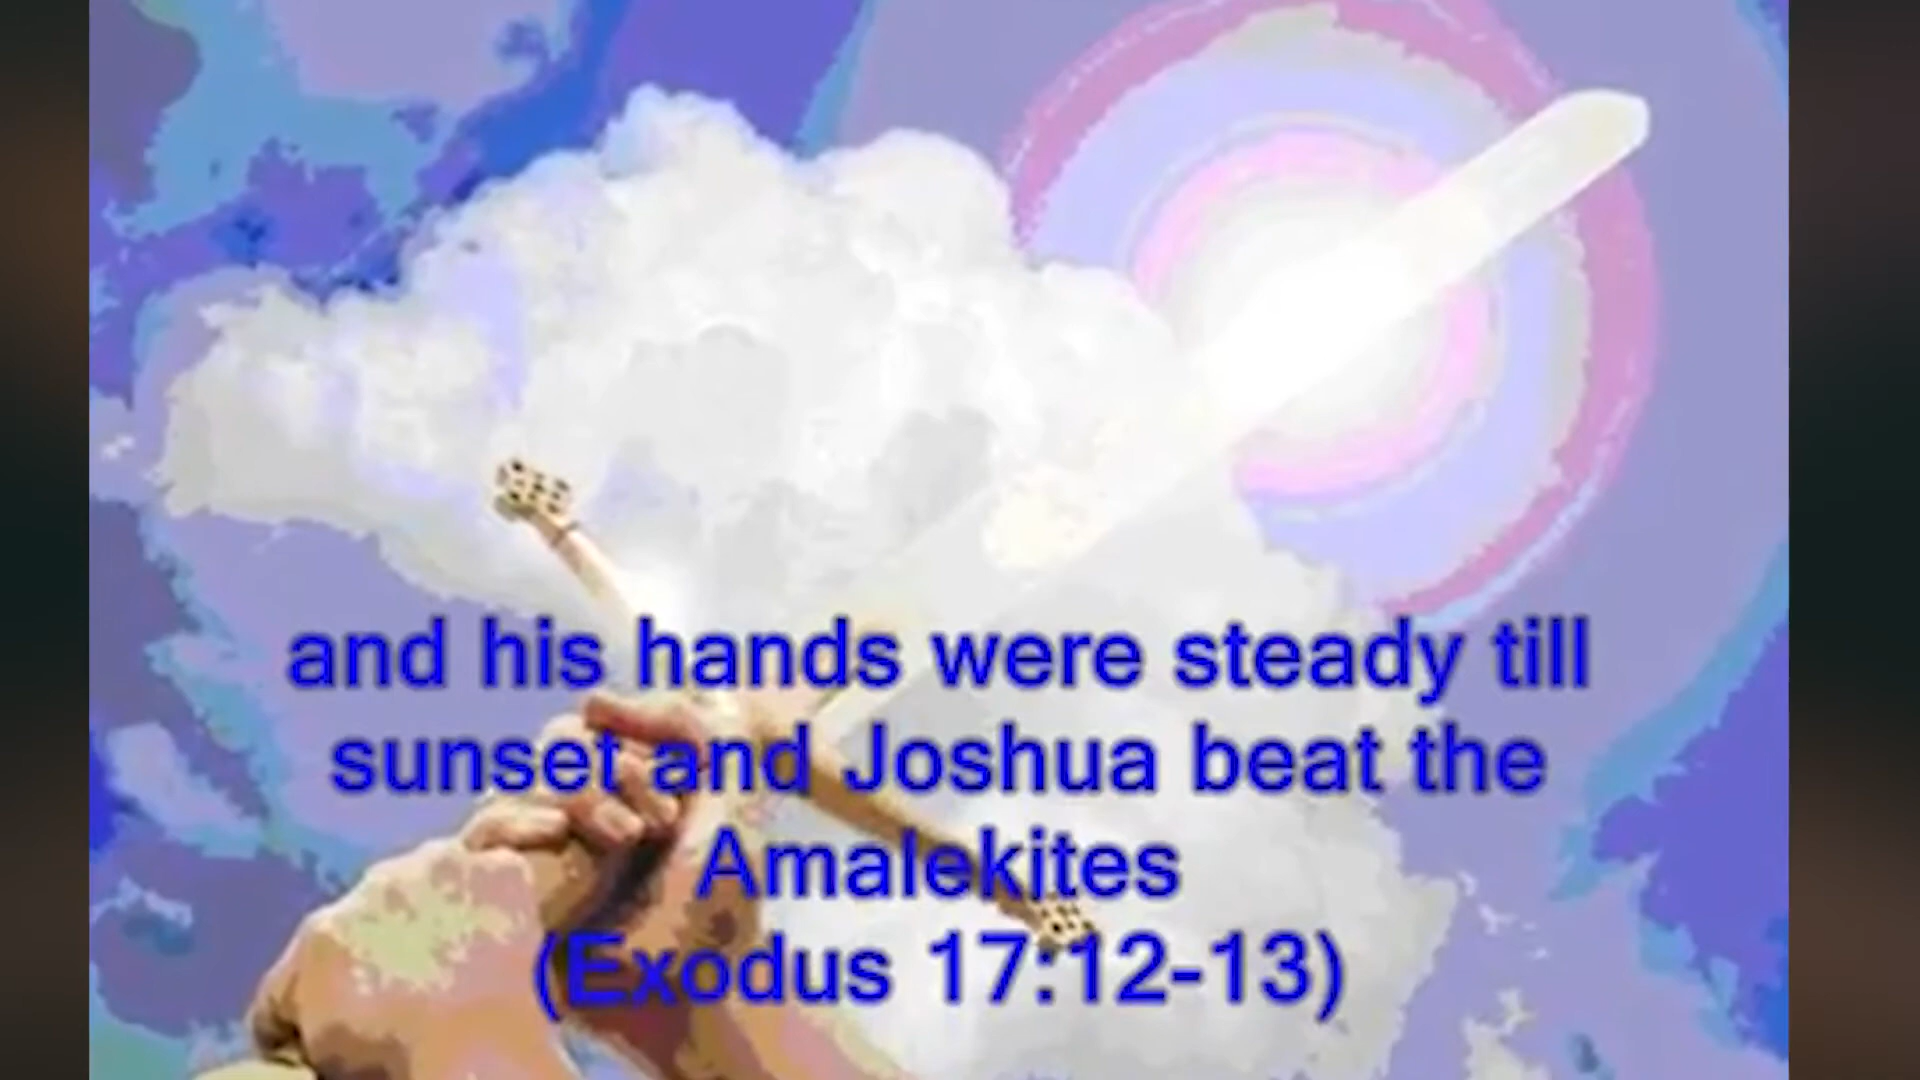 and his hands were steady till
sunset and Joshua beat the
Amalekites
(Exodus 17:12-13)